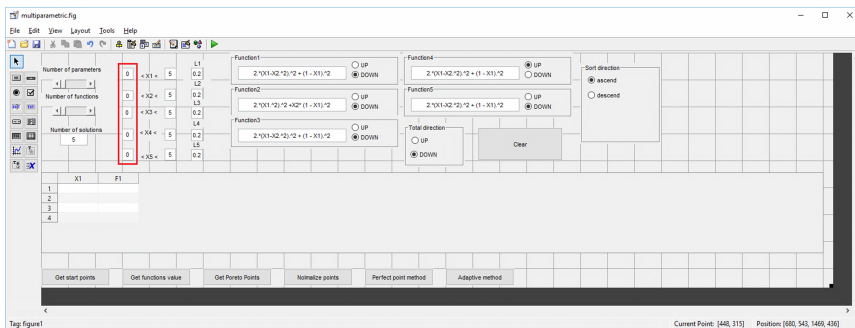 multiparametric.fig
File Edit View Layout Tools Help
Number of parameters
Number of functions
Number of solutions
5
0 < X1 < 5
0 < X2 < 5
0 < X3 < 5
0 < X4 < 5
0 < X5 < 5
L1
0.2
L2
0.2
L3
0.2
L4
0.2
L5
0.2
Function1
2.*(X1-X2.^2).^2 + (1 - X1).^2
UP
DOWN
Function2
2.*(X1.^2).^2 +X2* (1 - X1).^2
UP
DOWN
Function3
2.*(X1-X2.^2).^2 + (1 - X1).^2
UP
DOWN
Function4
2.*(X1-X2.^2).^2 + (1 - X1).^2
UP
DOWN
Function5
2.*(X1-X2.^2).^2 + (1 - X1).^2
UP
DOWN
Total direction
UP
DOWN
Clear
Sort direction
ascend
descend
X1 F1
1
2
3
4
Get start points Get functions value Get Poreto Points Nolmalize points Perfect point method Adaptive method
Tag: figure1 Current Point: [448, 315] Position: [680, 543, 1469, 436]